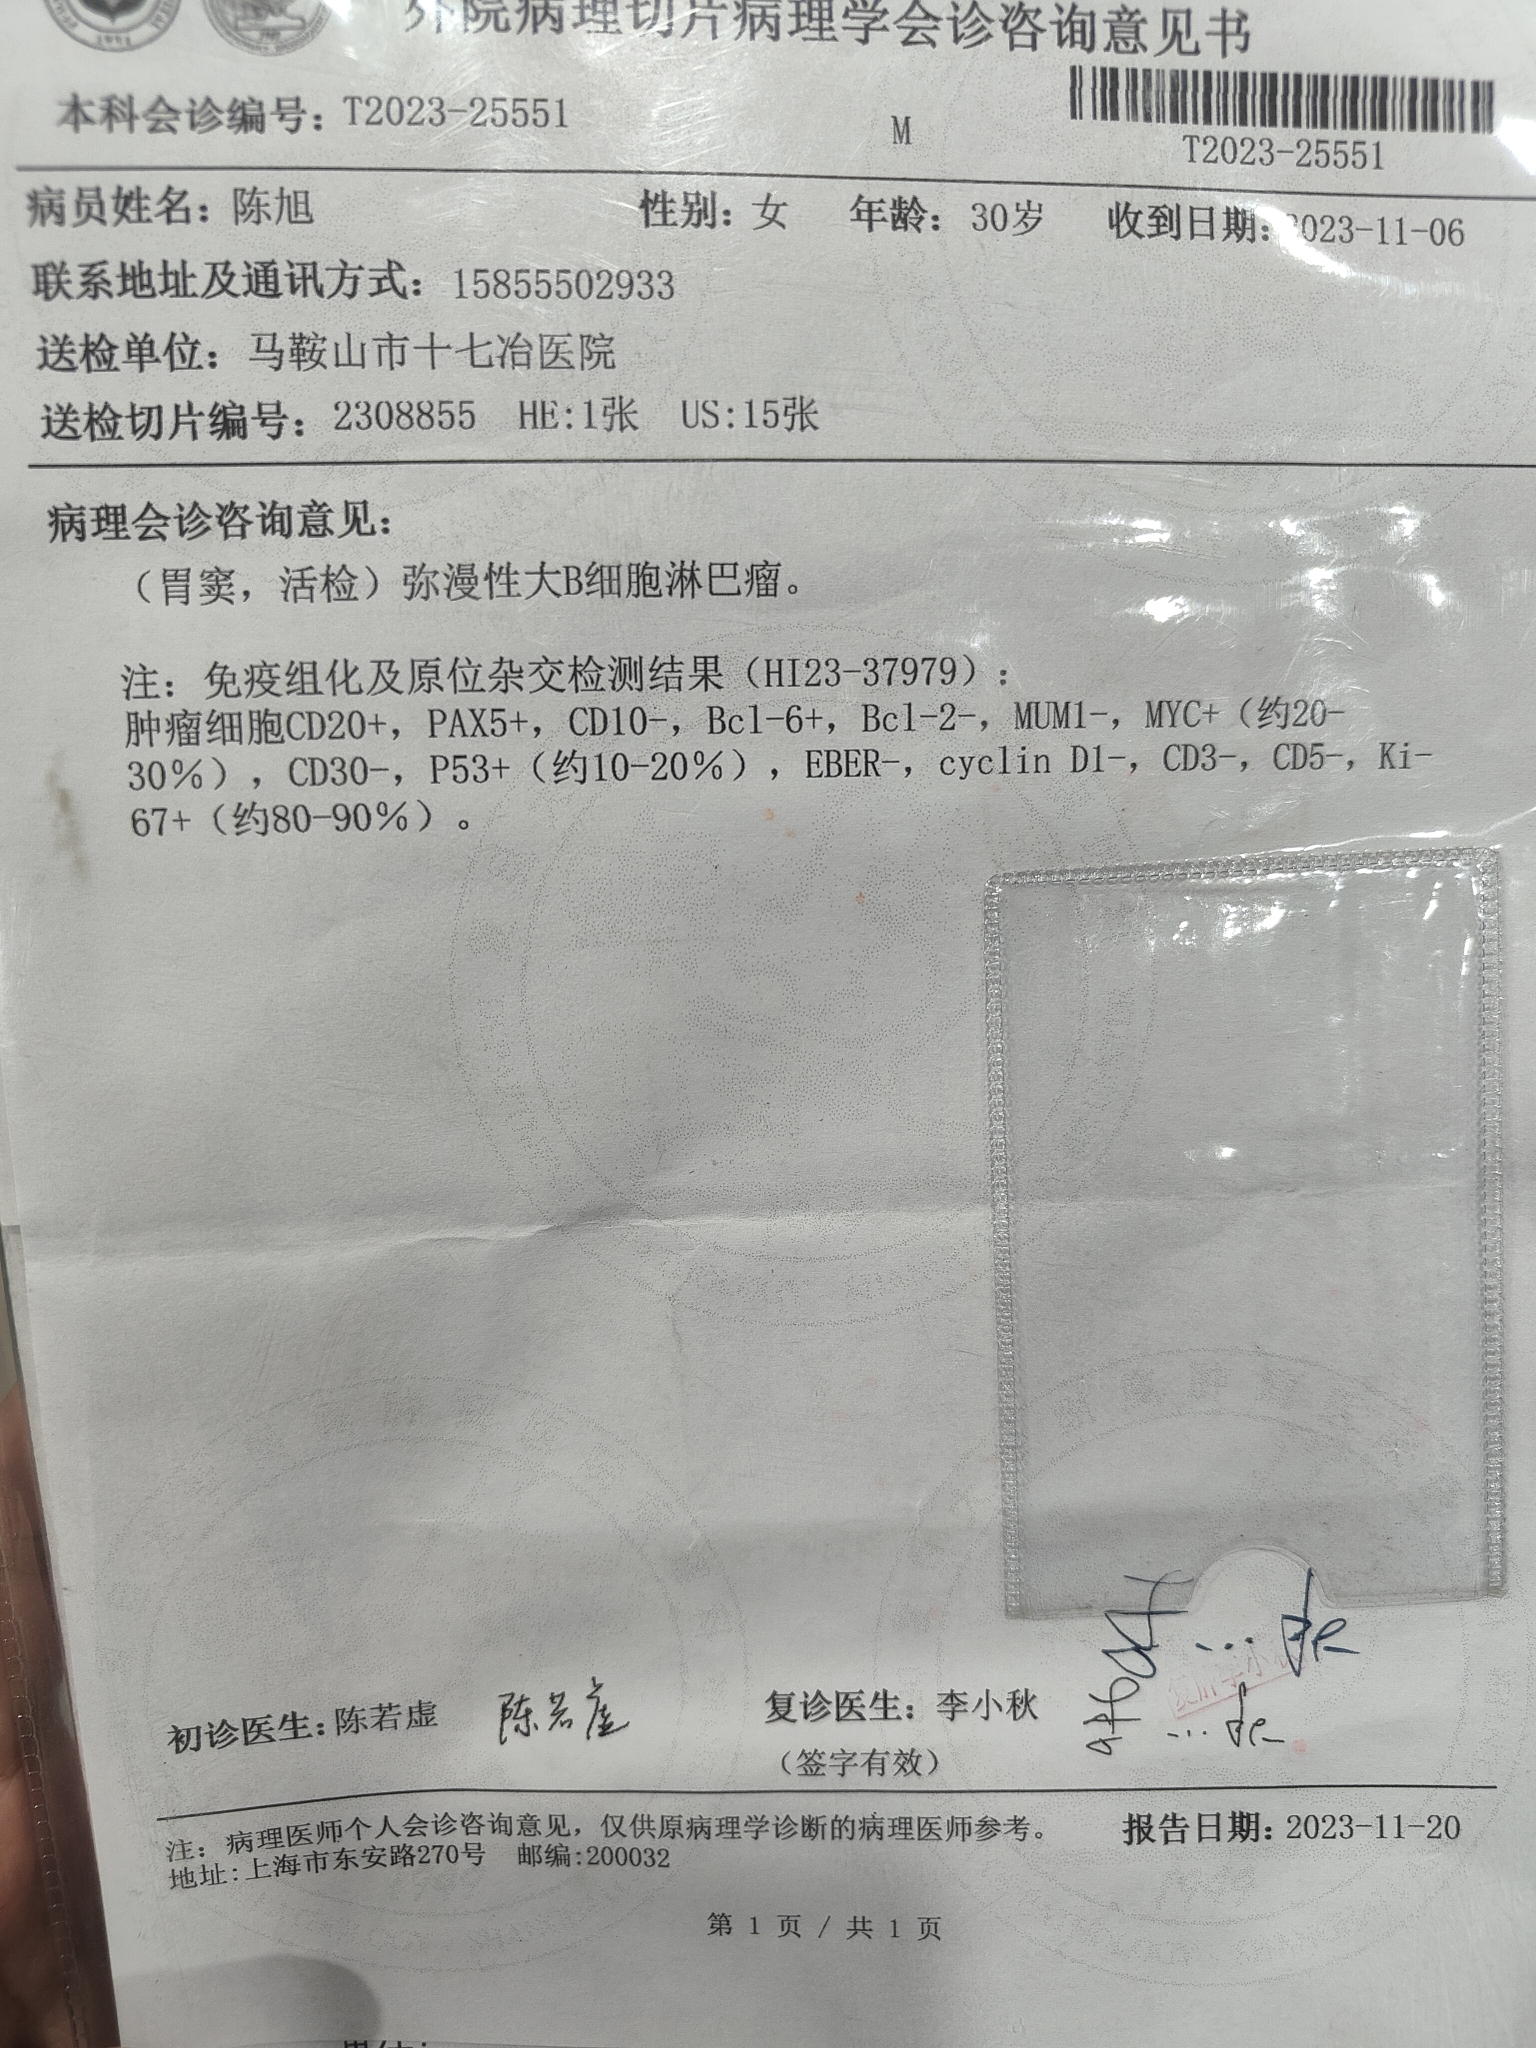 外院病理切片病理学会诊咨询意见书
本科会诊编号：T2023-25551
M
T2023-25551
病员姓名：陈旭 性别：女 年龄：30岁 收到日期：2023-11-06
联系地址及通讯方式：15855502933
送检单位：马鞍山市十七冶医院
送检切片编号：2308855 HE:1张 US:15张
病理会诊咨询意见：
（胃窦，活检）弥漫性大B细胞淋巴瘤。
注：免疫组化及原位杂交检测结果（HI23-37979）：
肿瘤细胞CD20+，PAX5+，CD10-，Bcl-6+，Bcl-2-，MUM1-，MYC+（约20-
30%），CD30-，P53+（约10-20%），EBER-，cyclin D1-，CD3-，CD5-，Ki-
67+（约80-90%）。
初诊医生：陈若虚 陈若虚 复诊医生：李小秋
（签字有效）
注：病理医师个人会诊咨询意见，仅供原病理学诊断的病理医师参考。 报告日期：2023-11-20
地址：上海市东安路270号 邮编:200032
第 1 页 / 共 1 页